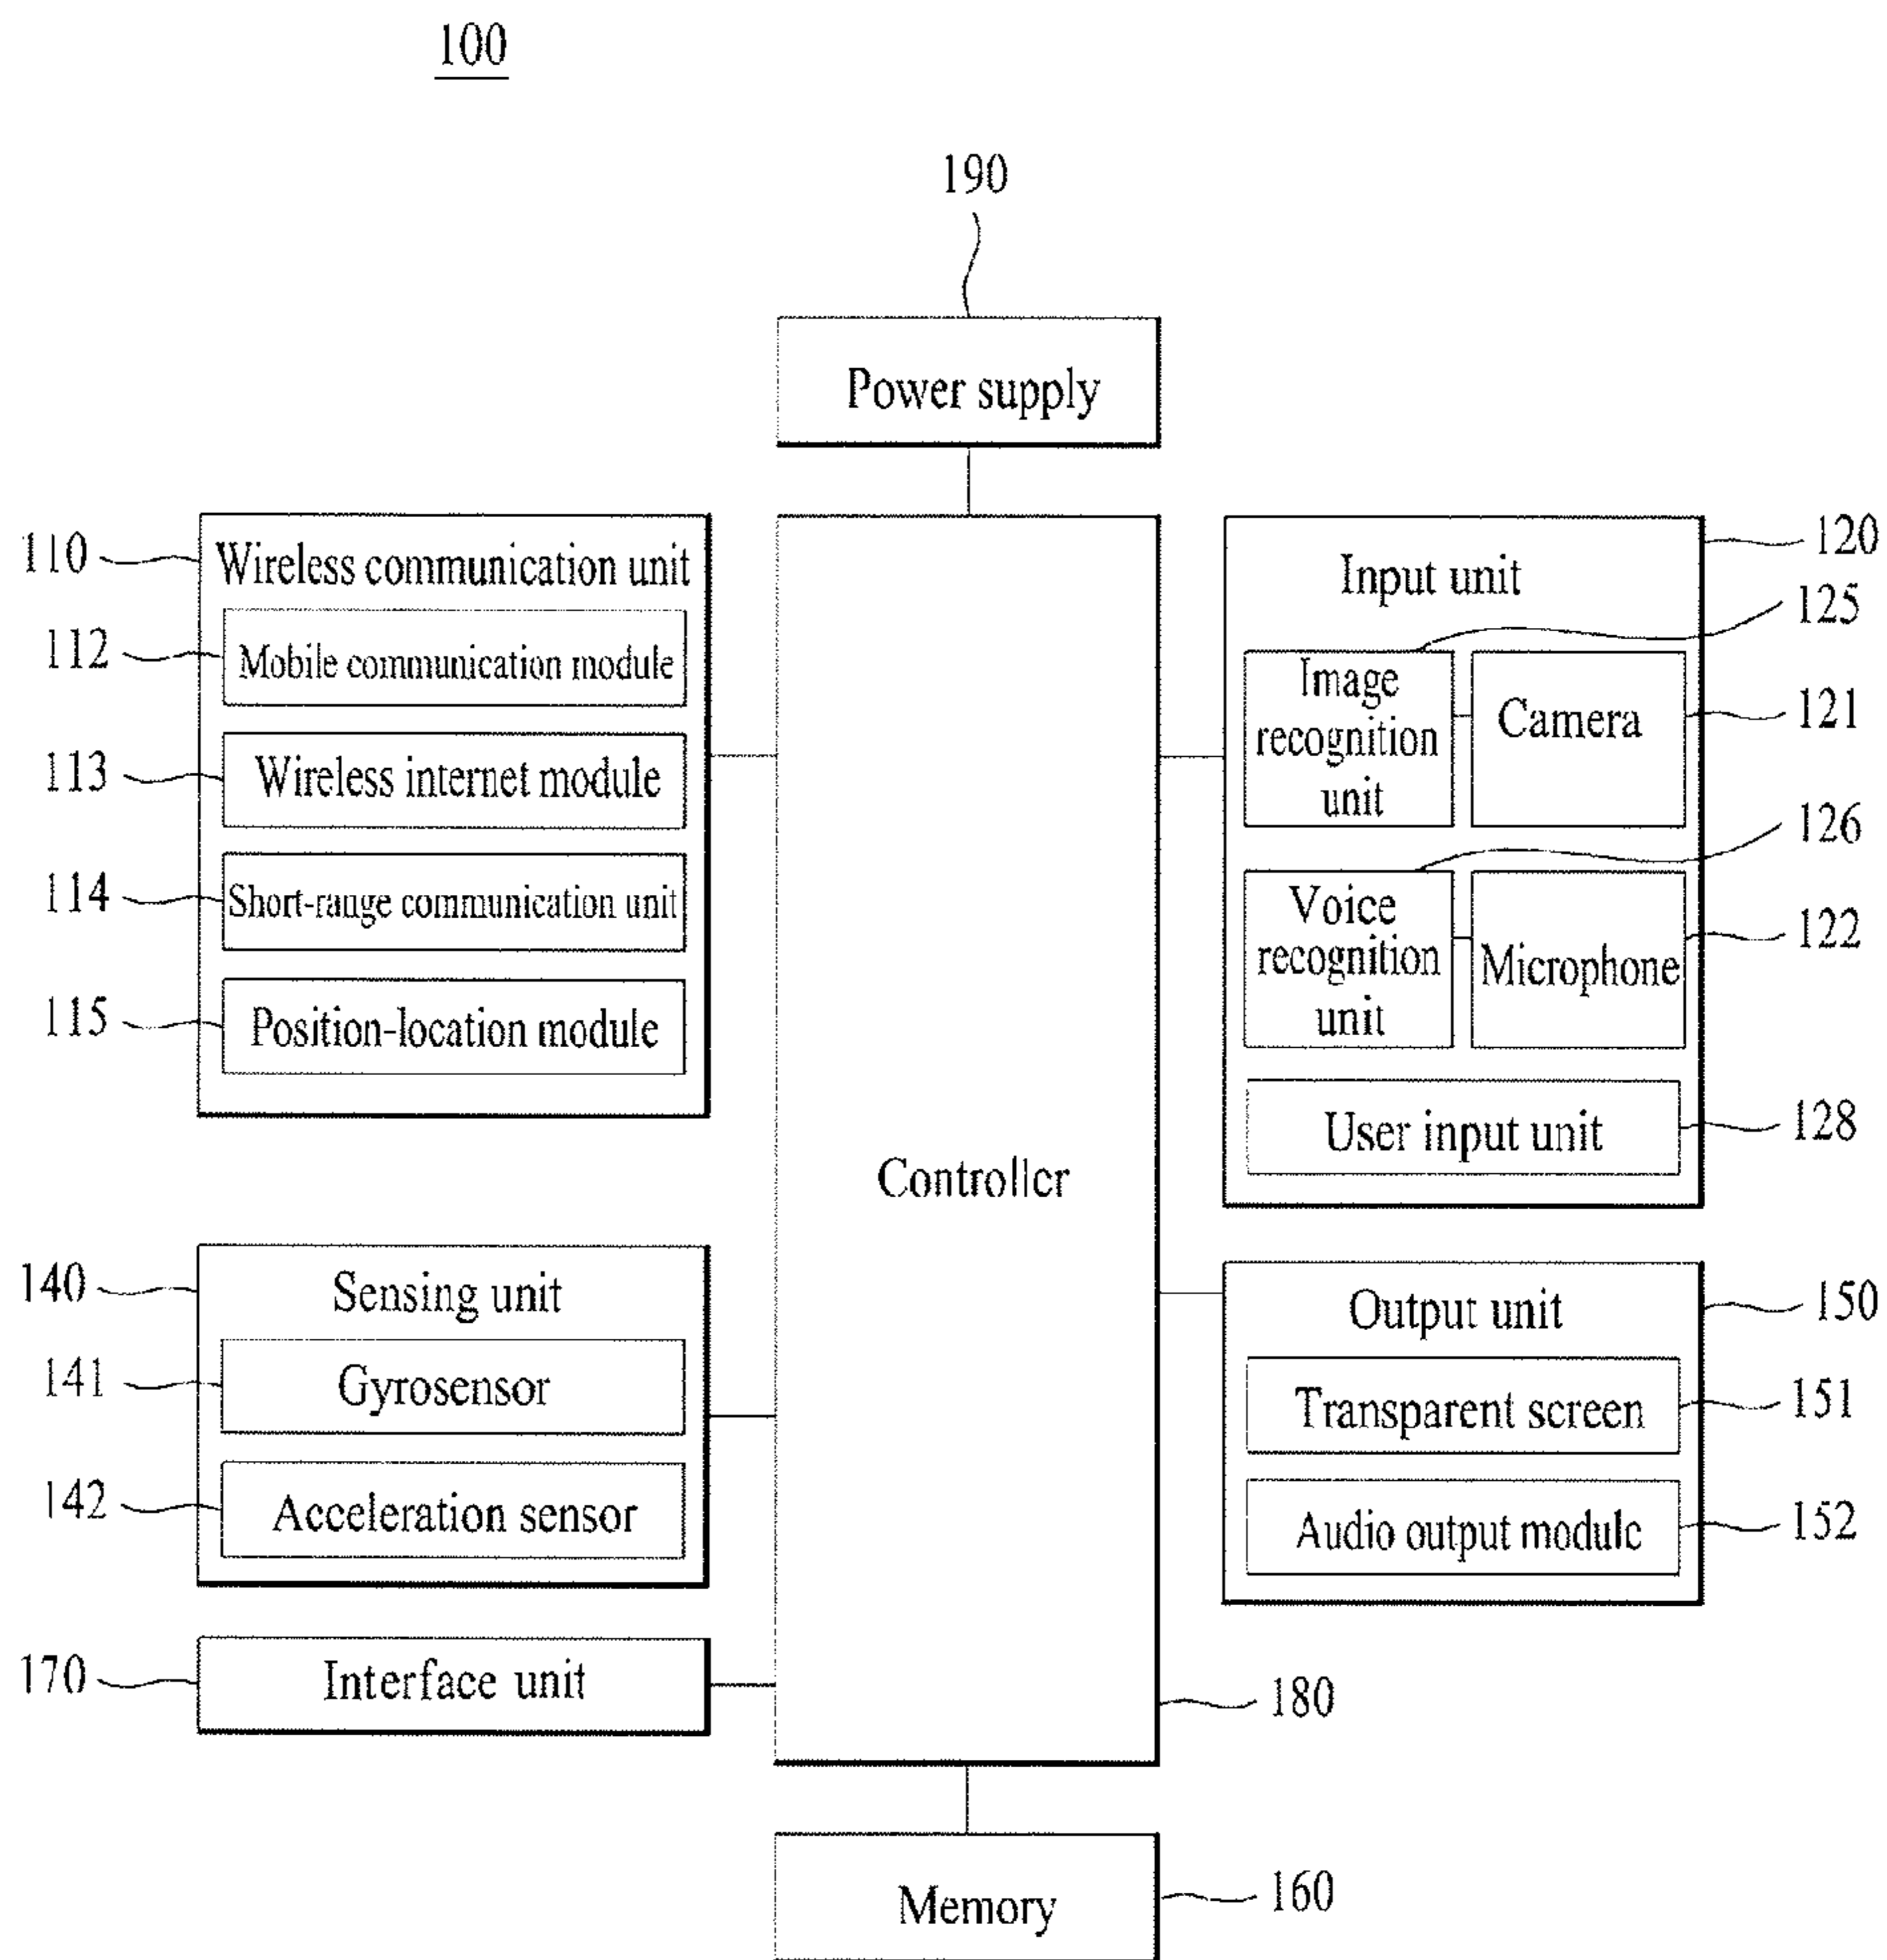 100
190
Power supply
110
Wireless communication unit
112
Mobile communication module
113
Wireless internet module
114
Short-range communication unit
115
Position-location module
140
Sensing unit
141
Gyrosensor
142
Acceleration sensor
170
Interface unit
Controller
180
120
Input unit
125
Image
recognition
unit
Camera
121
126
Voice
recognition
unit
Microphone
122
User input unit
128
Output unit
150
Transparent screen
151
Audio output module
152
Memory
160